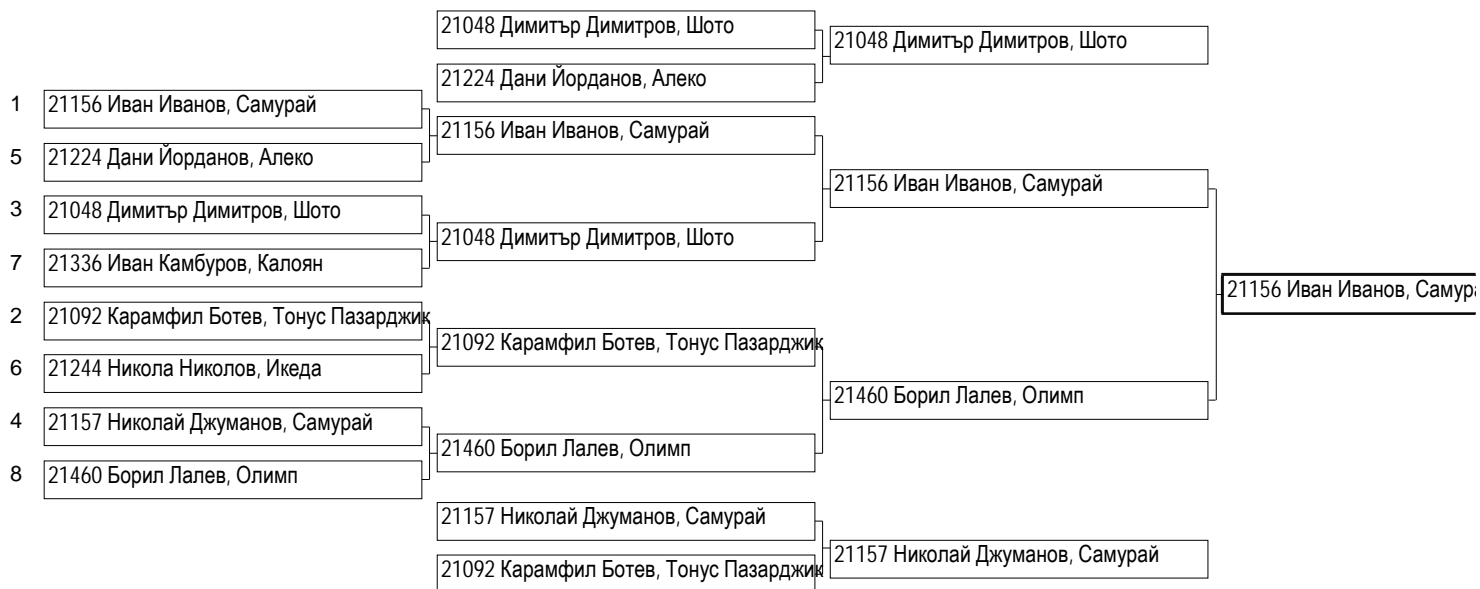 21048 Димитър Димитров, Шото
21048 Димитър Димитров, Шото
21224 Дани Йорданов, Алеко
1 21156 Иван Иванов, Самурай
21156 Иван Иванов, Самурай
5 21224 Дани Йорданов, Алеко
21156 Иван Иванов, Самурай
3 21048 Димитър Димитров, Шото
21048 Димитър Димитров, Шото
7 21336 Иван Камбуров, Калоян
21156 Иван Иванов, Самура
2 21092 Карамфил Ботев, Тонус Пазарджик
21092 Карамфил Ботев, Тонус Пазарджик
6 21244 Никола Николов, Икеда
21460 Борил Лалев, Олимп
4 21157 Николай Джуманов, Самурай
21460 Борил Лалев, Олимп
8 21460 Борил Лалев, Олимп
21157 Николай Джуманов, Самурай
21157 Николай Джуманов, Самурай
21092 Карамфил Ботев, Тонус Пазарджик